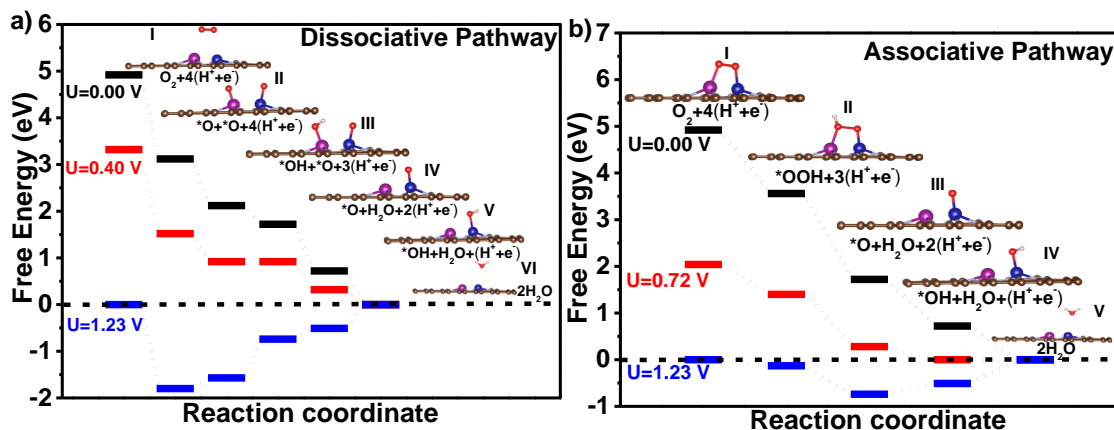 a)
Dissociative Pathway
Free Energy (eV)
6
5
4
3
2
1
0
-1
-2
U=0.00 V
U=0.40 V
U=1.23 V
I
O₂+4(H⁺+e⁻)
II
*O+*O+4(H⁺+e⁻)
III
*OH+*O+3(H⁺+e⁻)
IV
*O+H₂O+2(H⁺+e⁻)
V
*OH+H₂O+(H⁺+e⁻)
VI
2H₂O
Reaction coordinate
b)
Associative Pathway
Free Energy (eV)
7
6
5
4
3
2
1
0
-1
U=0.00 V
U=0.72 V
U=1.23 V
I
O₂+4(H⁺+e⁻)
II
*OOH+3(H⁺+e⁻)
III
*O+H₂O+2(H⁺+e⁻)
IV
*OH+H₂O+(H⁺+e⁻)
V
2H₂O
Reaction coordinate